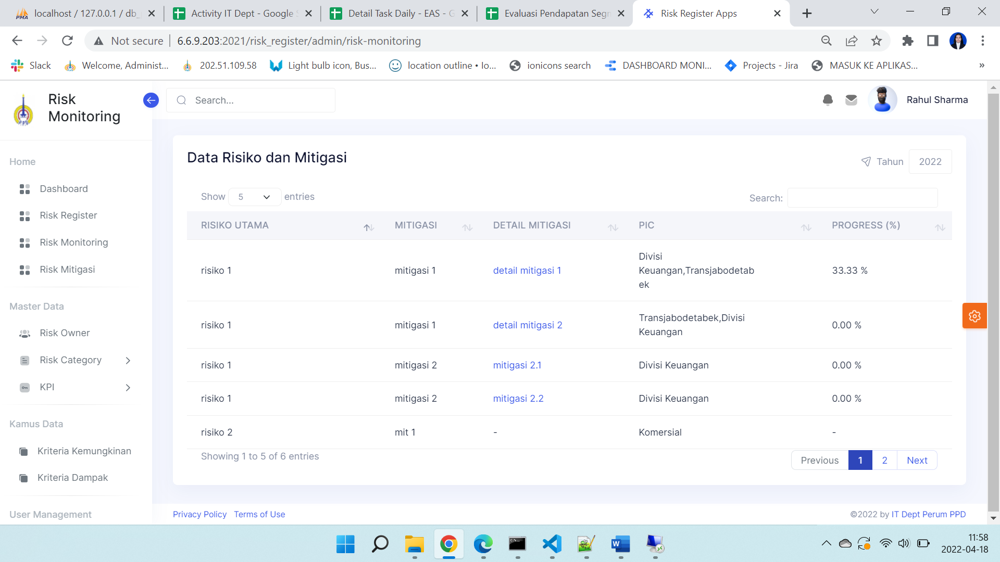 localhost / 127.0.0.1 / db_
Activity IT Dept - Google S
Detail Task Daily - EAS - G
Evaluasi Pendapatan Segm
Risk Register Apps
Not secure
6.6.9.203:2021/risk_register/admin/risk-monitoring
Slack
Welcome, Administ...
202.51.109.58
Light bulb icon, Bus...
location outline • Io...
ionicons search
DASHBOARD MONI...
Projects - Jira
MASUK KE APLIKAS...
»
Risk
Monitoring
Search...
Rahul Sharma
Home
Dashboard
Risk Register
Risk Monitoring
Risk Mitigasi
Master Data
Risk Owner
Risk Category
KPI
Kamus Data
Kriteria Kemungkinan
Kriteria Dampak
User Management
Data Risiko dan Mitigasi
Tahun 2022
Show 5 entries
Search:
RISIKO UTAMA MITIGASI DETAIL MITIGASI PIC PROGRESS (%)
Divisi
risiko 1 mitigasi 1 detail mitigasi 1 Keuangan,Transjabodetab 33.33 %
ek
Transjabodetabek,Divisi
risiko 1 mitigasi 1 detail mitigasi 2 0.00 %
Keuangan
risiko 1 mitigasi 2 mitigasi 2.1 Divisi Keuangan 0.00 %
risiko 1 mitigasi 2 mitigasi 2.2 Divisi Keuangan 0.00 %
risiko 2 mit 1 - Komersial -
Showing 1 to 5 of 6 entries
Previous 1 2 Next
Privacy Policy Terms of Use
©2022 by IT Dept Perum PPD
11:58
2022-04-18